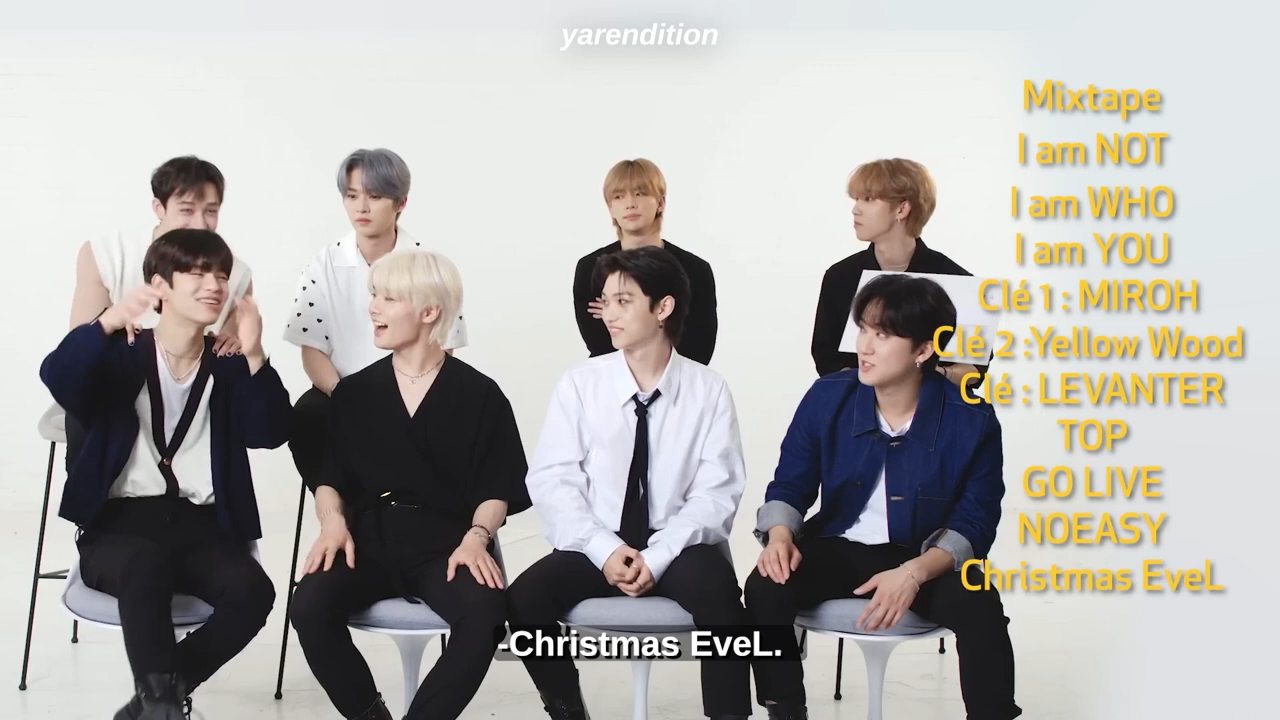 yarendition
Mixtape
I am NOT
I am WHO
I am YOU
Clé 1 : MIROH
Clé 2 :Yellow Wood
Clé : LEVANTER
TOP
GO LIVE
NOEASY
Christmas EveL
-Christmas EveL.